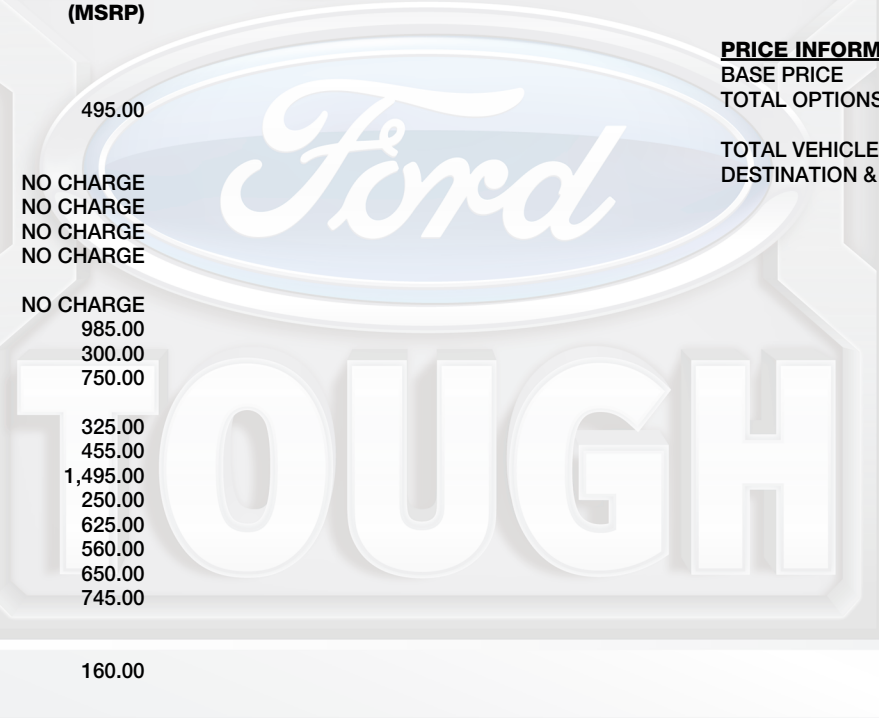 (MSRP)
495.00
NO CHARGE
NO CHARGE
NO CHARGE
NO CHARGE
NO CHARGE
985.00
300.00
750.00
325.00
455.00
1,495.00
250.00
625.00
560.00
650.00
745.00
160.00
PRICE INFORM
BASE PRICE
TOTAL OPTIONS
TOTAL VEHICLE
DESTINATION &
Ford
TOUGH